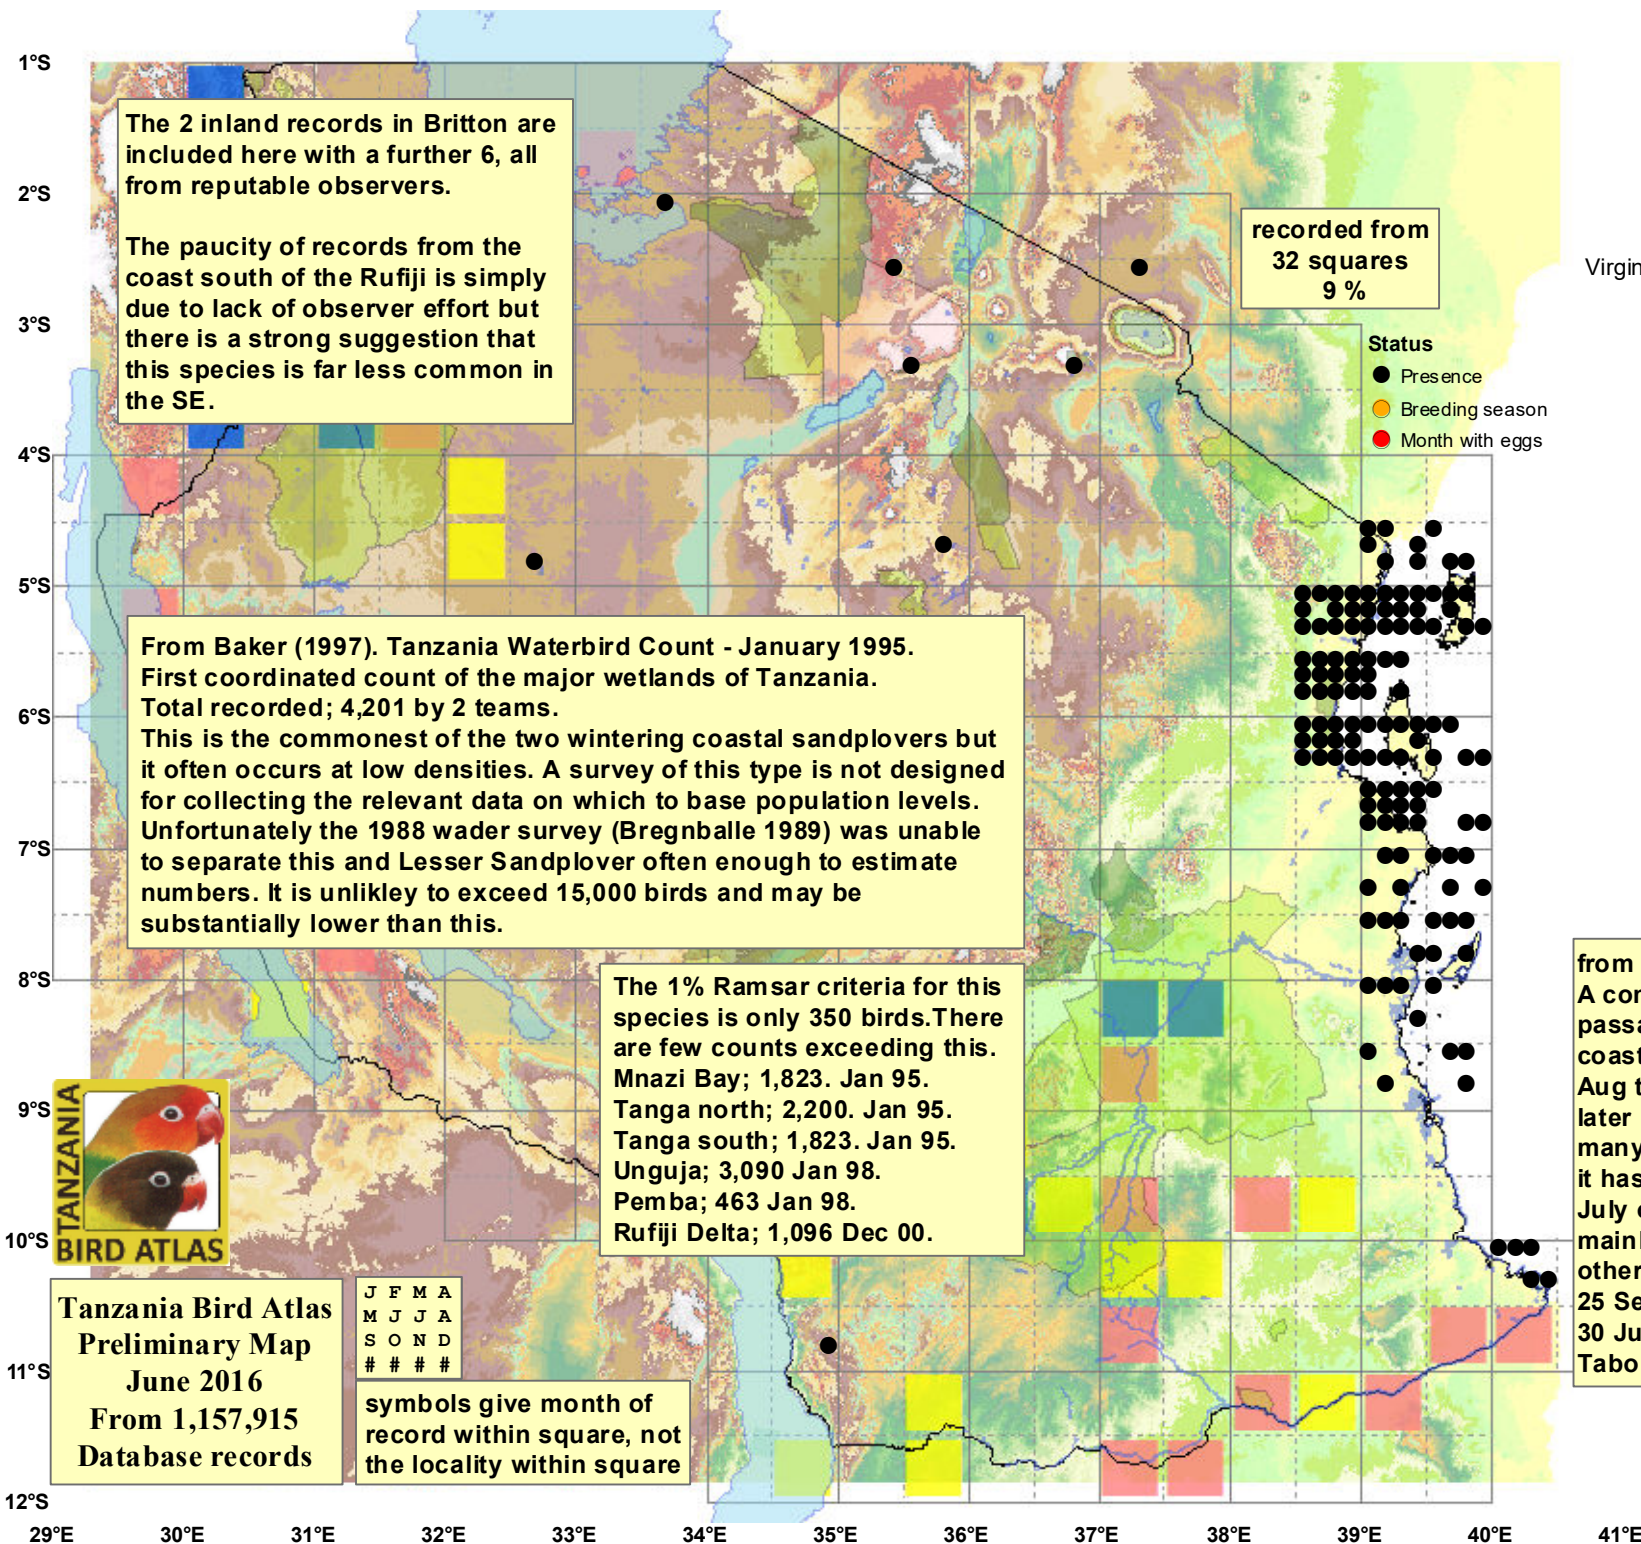 1°S
2°S
3°S
4°S
5°S
6°S
7°S
8°S
9°S
10°S
11°S
12°S
The 2 inland records in Britton are
included here with a further 6, all
from reputable observers.
The paucity of records from the
coast south of the Rufiji is simply
due to lack of observer effort but
there is a strong suggestion that
this species is far less common in
the SE.
recorded from
32 squares
9 %
Status
Presence
Breeding season
Month with eggs
From Baker (1997). Tanzania Waterbird Count - January 1995.
First coordinated count of the major wetlands of Tanzania.
Total recorded; 4,201 by 2 teams.
This is the commonest of the two wintering coastal sandplovers but
it often occurs at low densities. A survey of this type is not designed
for collecting the relevant data on which to base population levels.
Unfortunately the 1988 wader survey (Bregnballe 1989) was unable
to separate this and Lesser Sandplover often enough to estimate
numbers. It is unlikley to exceed 15,000 birds and may be
substantially lower than this.
The 1% Ramsar criteria for this
species is only 350 birds.There
are few counts exceeding this.
Mnazi Bay; 1,823. Jan 95.
Tanga north; 2,200. Jan 95.
Tanga south; 1,823. Jan 95.
Unguja; 3,090 Jan 98.
Pemba; 463 Jan 98.
Rufiji Delta; 1,096 Dec 00.
from
A
passa
coast
Aug t
later
many
it has
July
main
other
25 Se
30 Ju
Tabo
Virgin
TANZANIA
BIRD ATLAS
Tanzania Bird Atlas
Preliminary Map
June 2016
From 1,157,915
Database records
J F M A
M J J A
S O N D
# # # #
symbols give month of
record within square, not
the locality within square
29°E 30°E 31°E 32°E 33°E 34°E 35°E 36°E 37°E 38°E 39°E 40°E 41°E